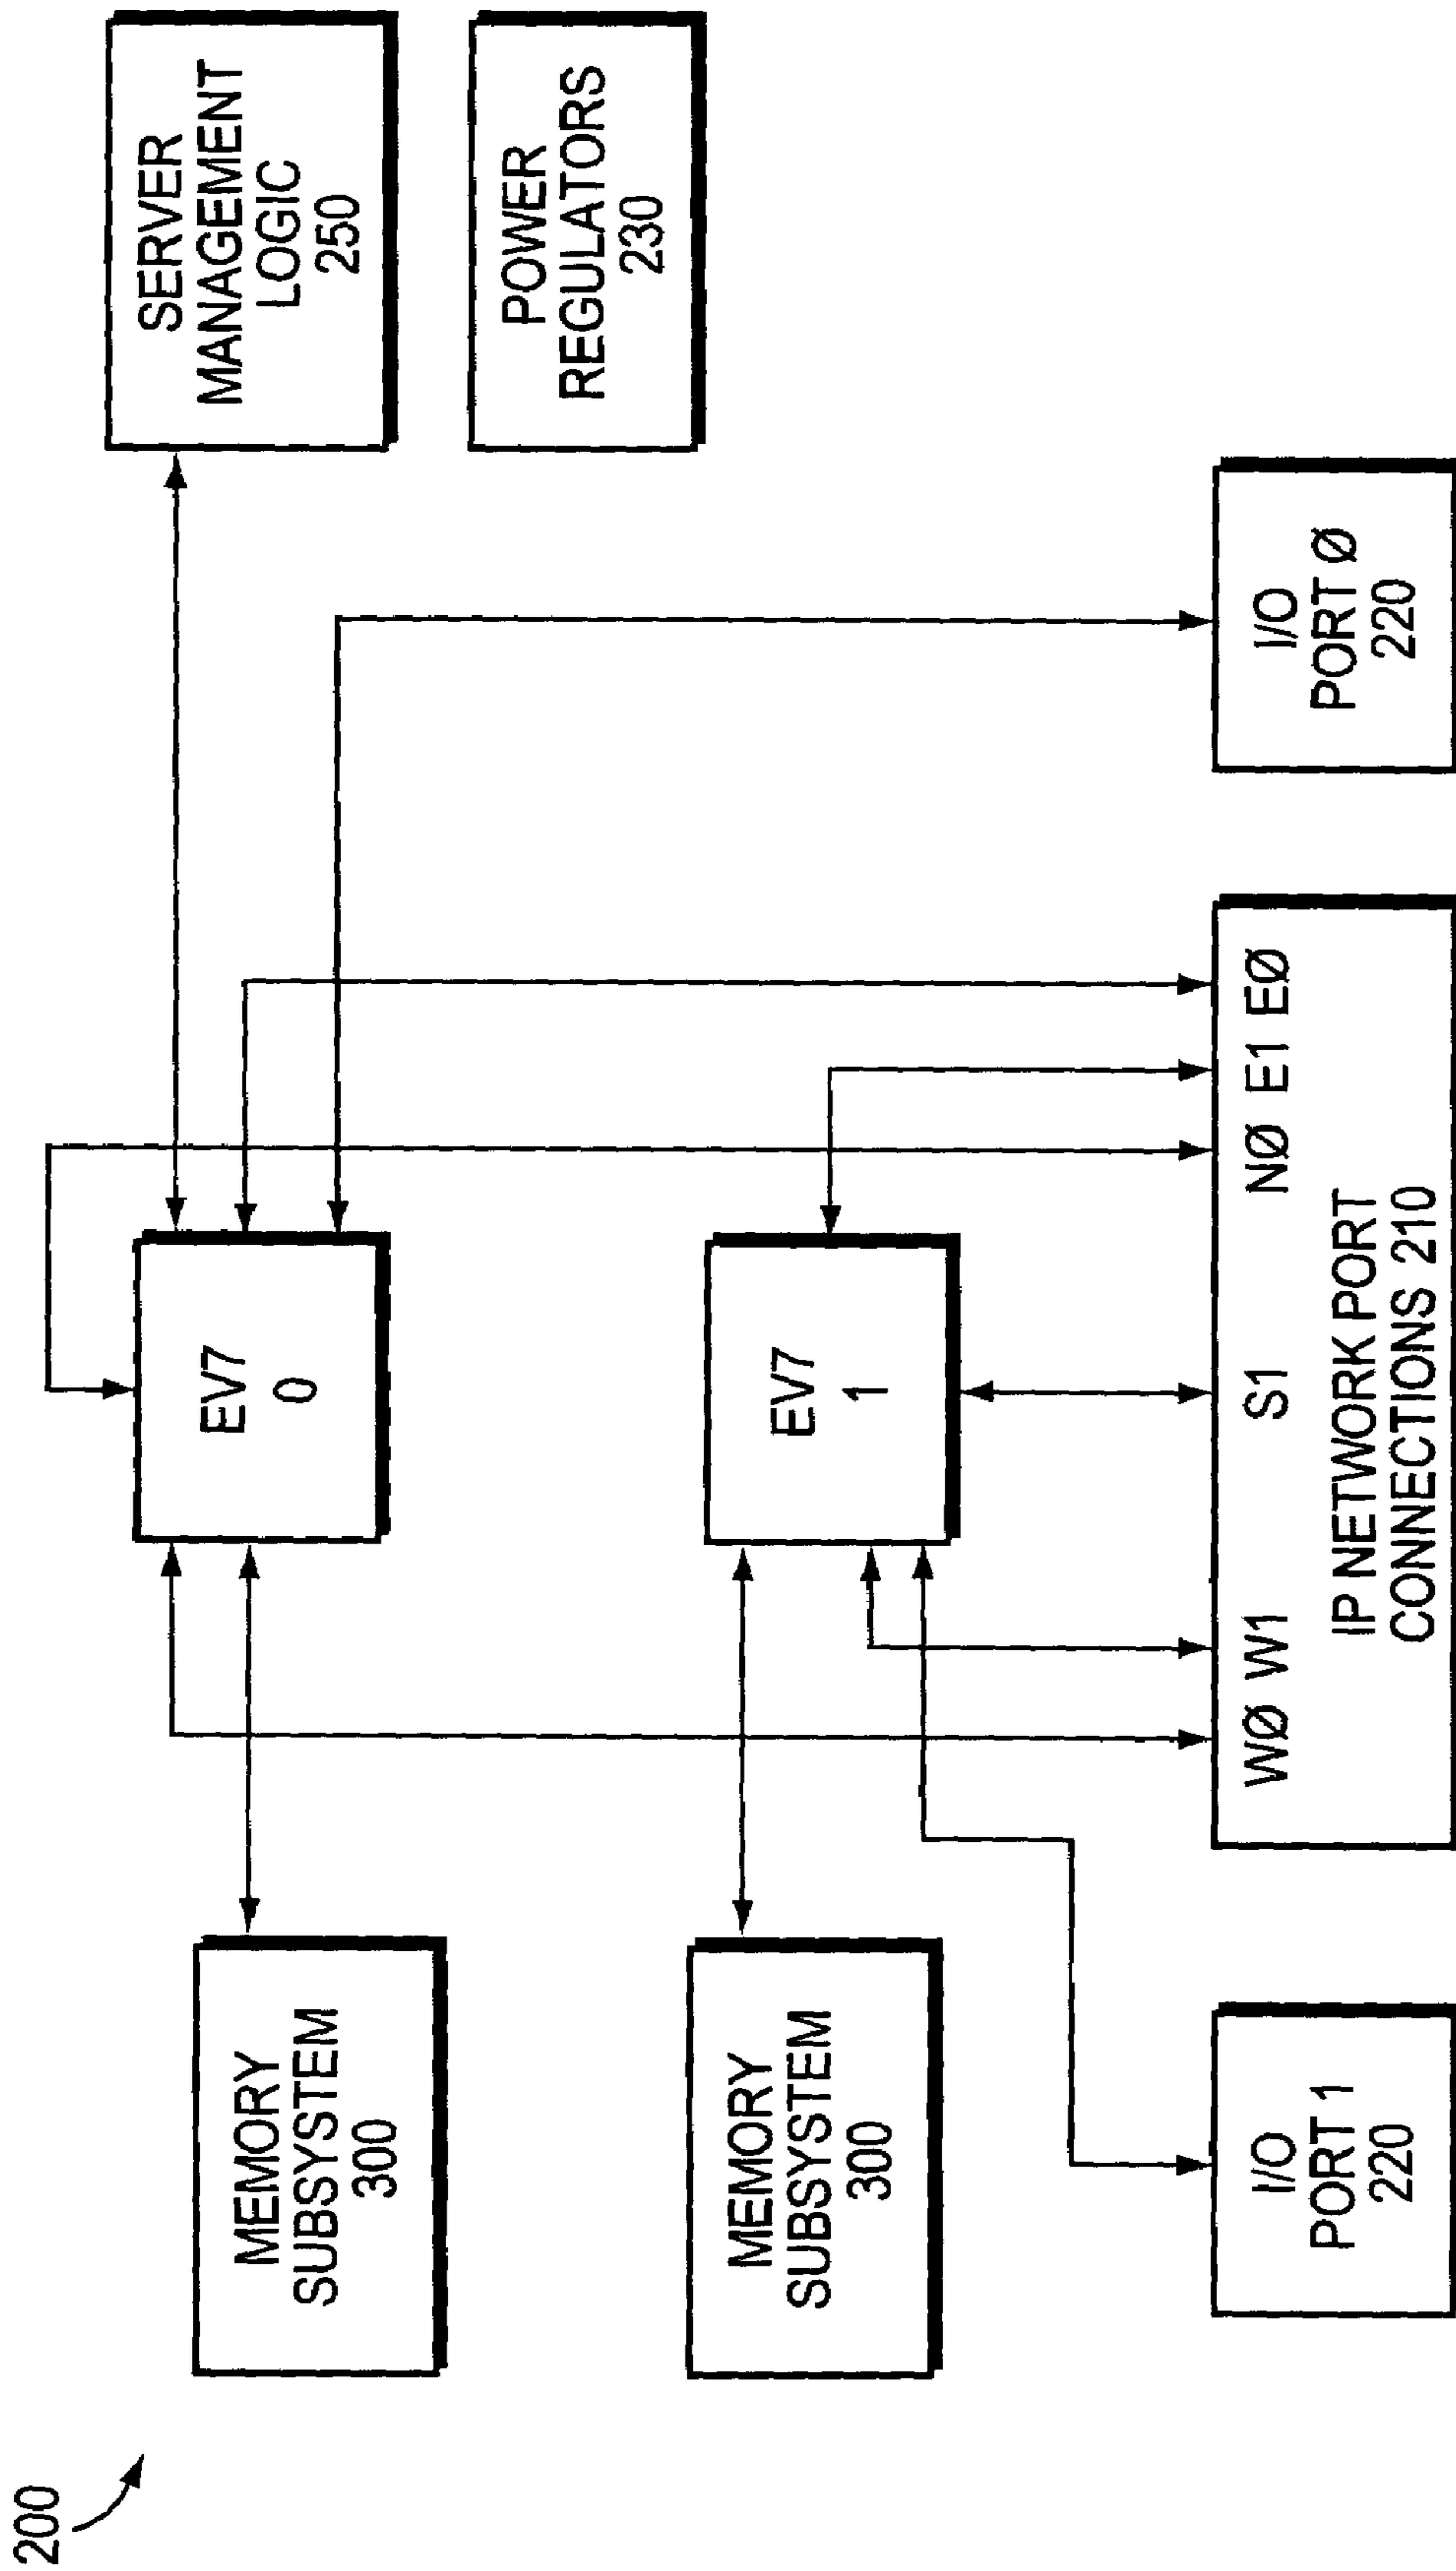 200
MEMORY
SUBSYSTEM
300
EV7
0
SERVER
MANAGEMENT
LOGIC
250
MEMORY
SUBSYSTEM
300
EV7
1
POWER
REGULATORS
230
I/O
PORT 1
220
WØ W1 S1 NØ E1 EØ
IP NETWORK PORT
CONNECTIONS 210
I/O
PORT Ø
220